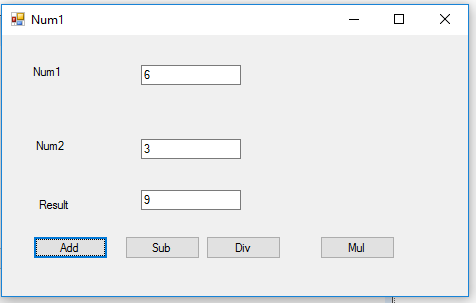 Num1
Num1 6
Num2 3
Result 9
Add Sub Div Mul